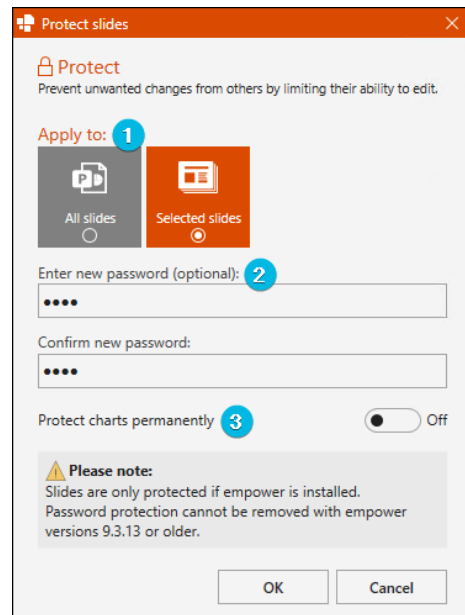 Protect slides
Protect
Prevent unwanted changes from others by limiting their ability to edit.
Apply to: 1
All slides
Selected slides
Enter new password (optional): 2
••••
Confirm new password:
••••
Protect charts permanently 3 Off
Please note:
Slides are only protected if empower is installed.
Password protection cannot be removed with empower
versions 9.3.13 or older.
OK Cancel